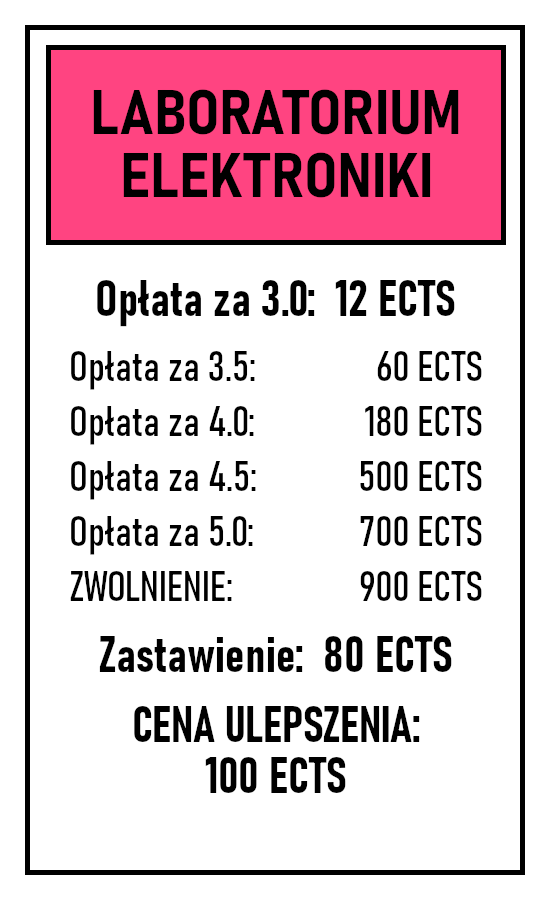 LABORATORIUM
ELEKTRONIKI
Opłata za 3.0: 12 ECTS
Opłata za 3.5: 60 ECTS
Opłata za 4.0: 180 ECTS
Opłata za 4.5: 500 ECTS
Opłata za 5.0: 700 ECTS
ZWOLNIENIE: 900 ECTS
Zastawienie: 80 ECTS
CENA ULEPSZENIA:
100 ECTS